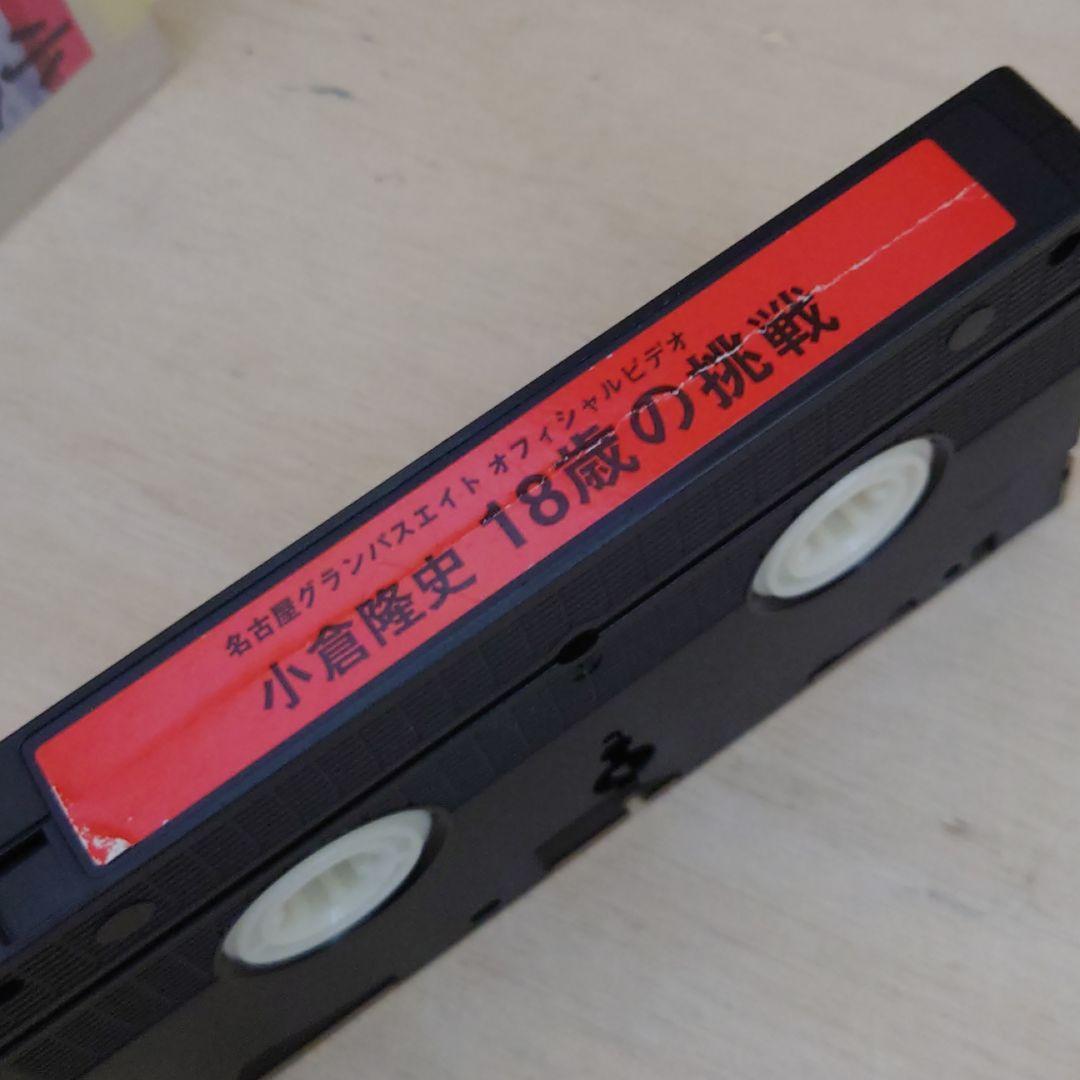 名古屋グランパスエイト オフィシャルビデオ
小倉隆史 18歳の挑戦